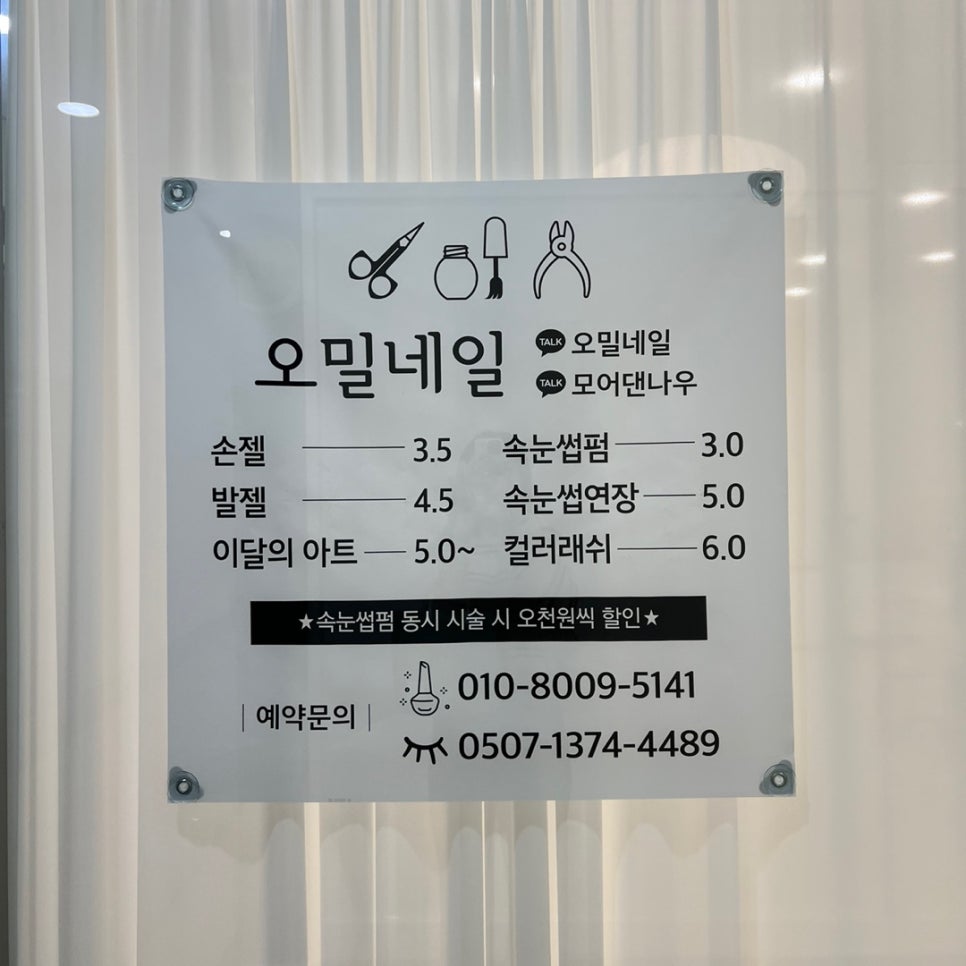 오밀네일
TALK 오밀네일
TALK 모어댄나우
손젤 3.5
발젤 4.5
이달의 아트 5.0~
속눈썹펌 3.0
속눈썹연장 5.0
컬러래쉬 6.0
★속눈썹펌 동시 시술 시 오천원씩 할인★
예약문의
010-8009-5141
0507-1374-4489